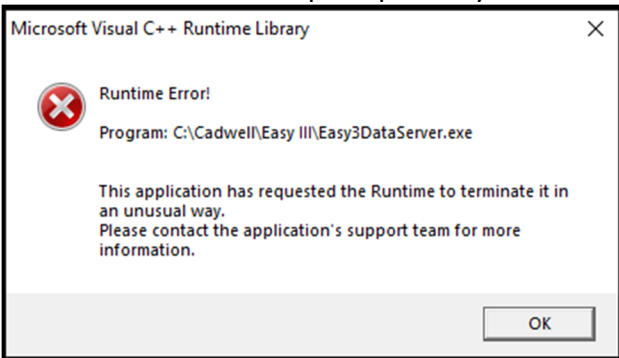 Microsoft Visual C++ Runtime Library
Runtime Error!
Program: C:\Cadwell\Easy III\Easy3DataServer.exe
This application has requested the Runtime to terminate it in
an unusual way.
Please contact the application's support team for more
information.
OK